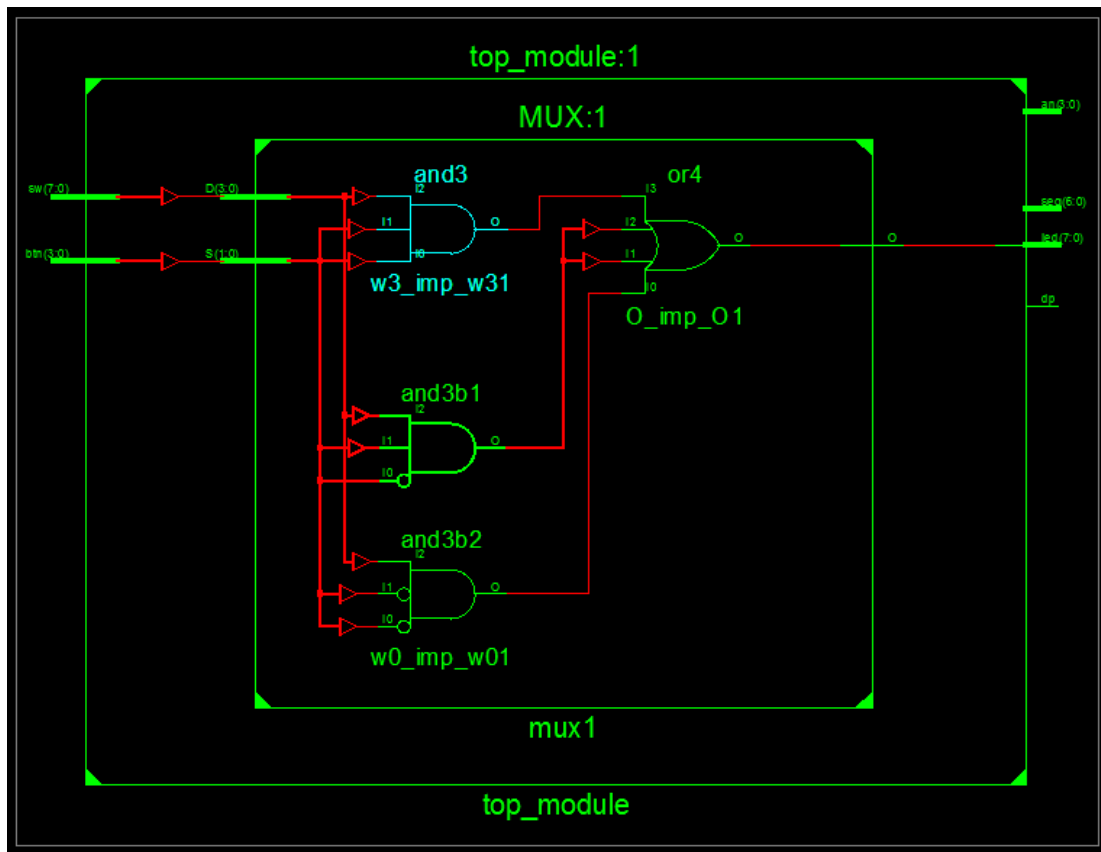 top_module:1
an(3:0)
MUX:1
and3
or4
sw(7:0)
D(3:0)
I2
I3
seg(6:0)
I1
O
I2
O
O
led(7:0)
btn(3:0)
S(1:0)
I0
I1
w3_imp_w31
I0
dp
O_imp_O1
and3b1
I2
I1
O
I0
and3b2
I2
I1
O
I0
w0_imp_w01
mux1
top_module